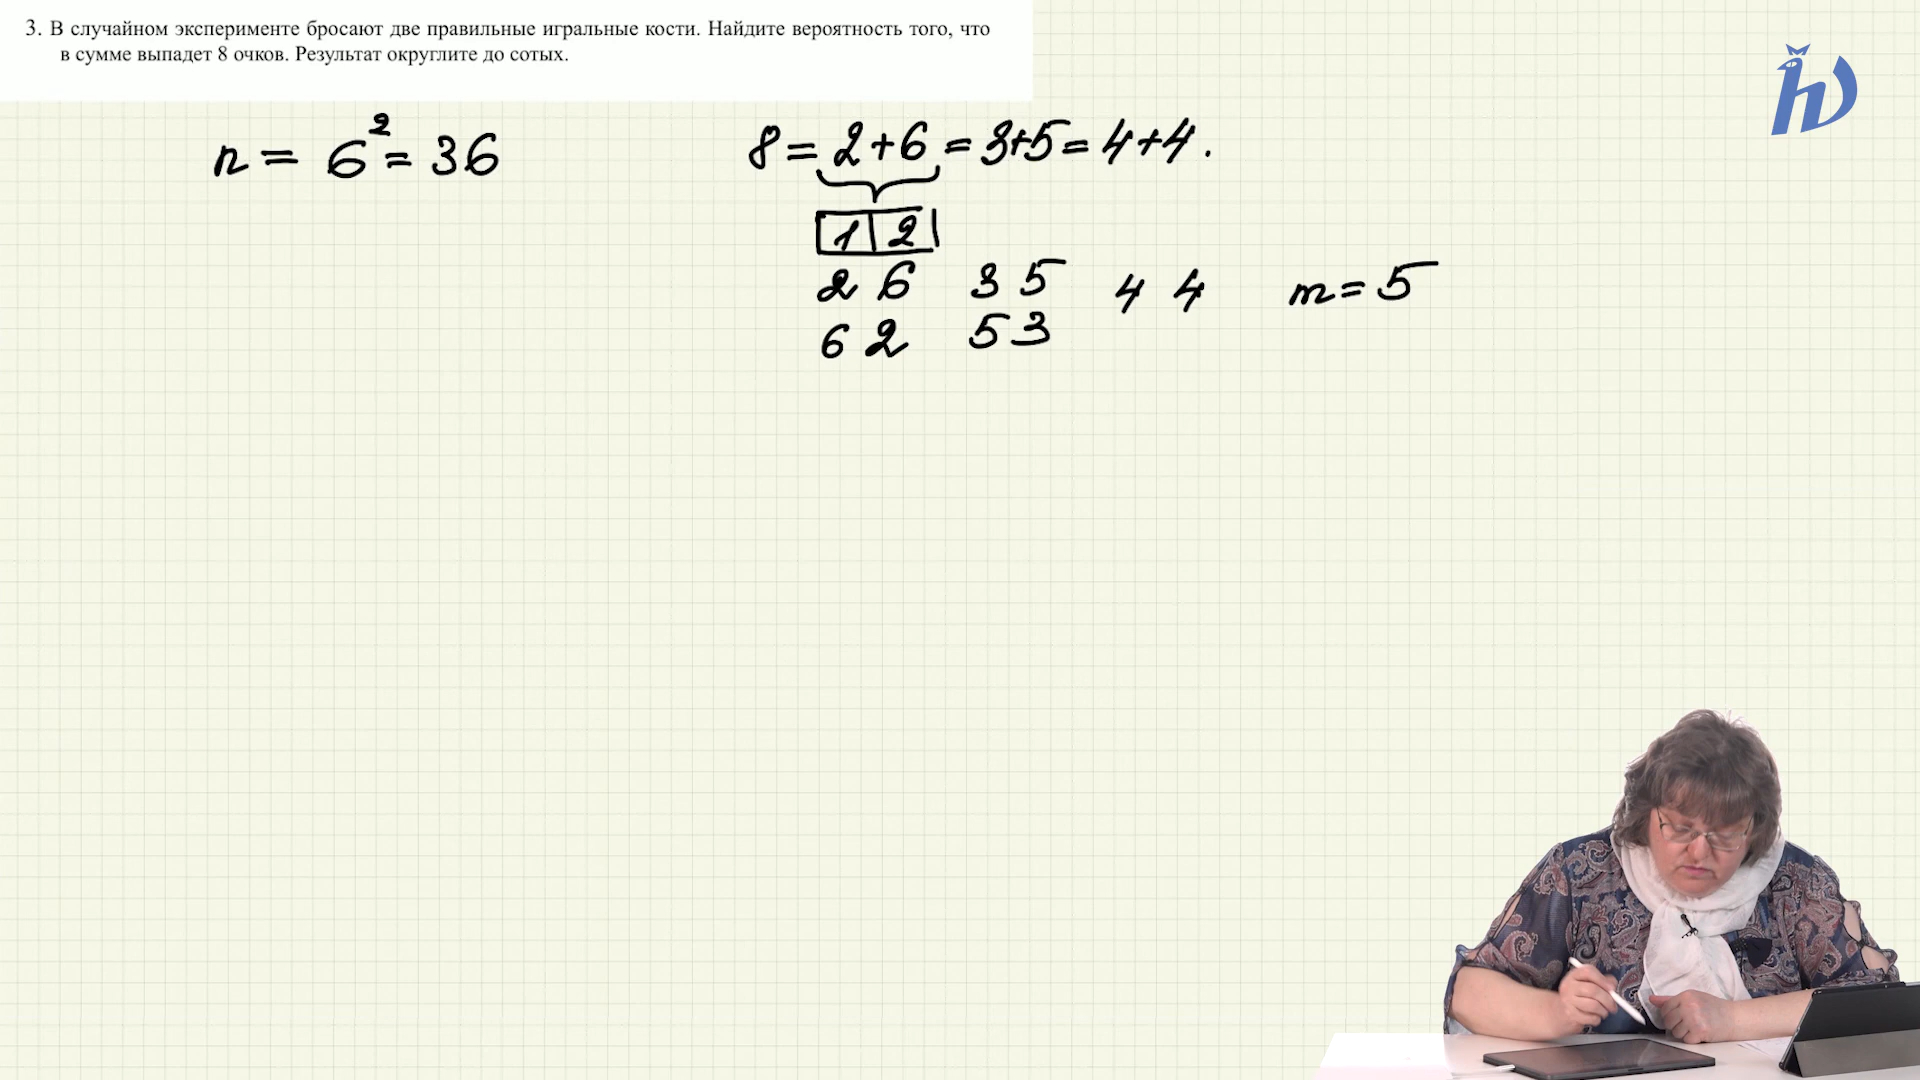 3. В случайном эксперименте бросают две правильные игральные кости. Найдите вероятность того, что
в сумме выпадет 8 очков. Результат округлите до сотых.
n = 6² = 36
8 = 2+6 = 3+5 = 4+4.
1 2
2 6 3 5 4 4 m = 5
6 2 5 3